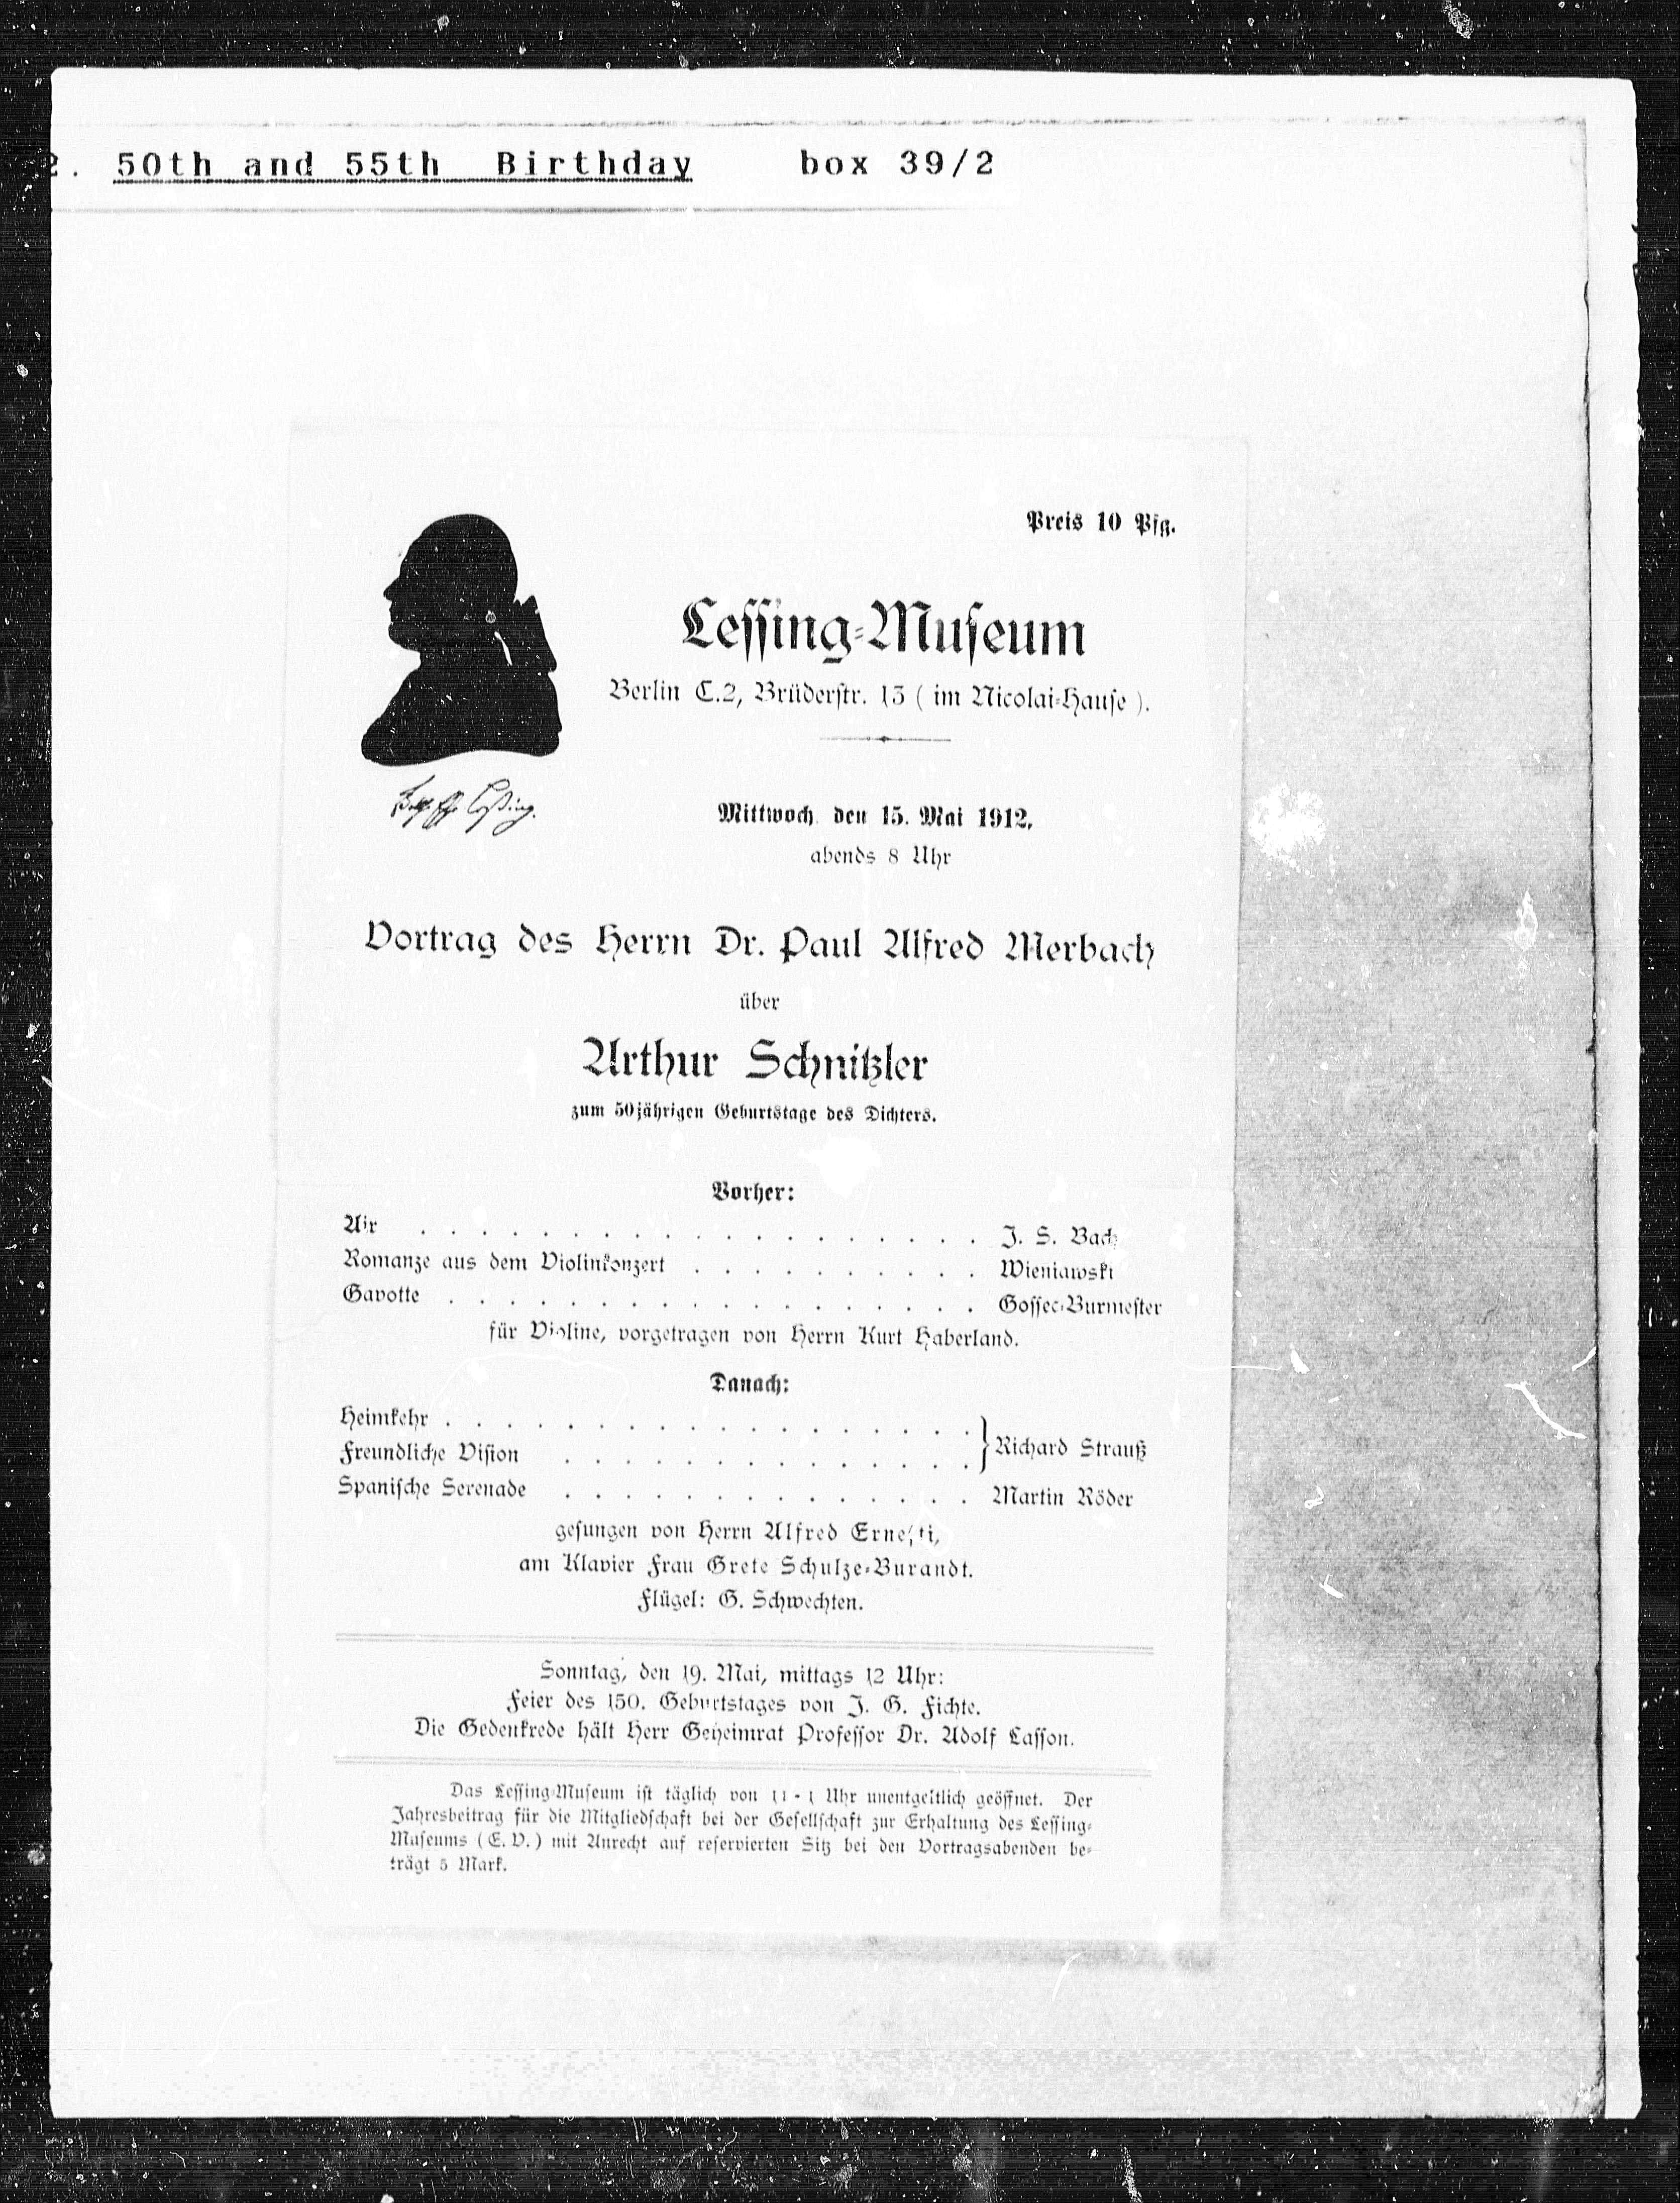 2. 50th and 55th Birthday box 39/2
Preis 10 Pfg.
Lessing-Museum
Berlin C.2, Brüderstr. 13 ( im Nicolai-Hause ).
Mittwoch den 15. Mai 1912,
abends 8 Uhr
Vortrag des Herrn Dr. Paul Alfred Merbach
über
Arthur Schnitzler
zum 50jährigen Geburtstage des Dichters.
Vorher:
Air . . . . . . . . . . . . . . . . . . . J. S. Bach
Romanze aus dem Violinkonzert . . . . . . . . . . Wieniawski
Gavotte . . . . . . . . . . . . . . . . . . Gossec-Burmester
für Violine, vorgetragen von Herrn Kurt Haberland.
Danach:
Heimkehr . . . . . . . . . . . . . . . . . .
Freundliche Vision . . . . . . . . . . . . . . } Richard Strauß
Spanische Serenade . . . . . . . . . . . . . . Martin Röder
gesungen von Herrn Alfred Ernesti,
am Klavier Frau Grete Schulze-Burandt.
Flügel: G. Schwechten.
Sonntag, den 19. Mai, mittags 12 Uhr:
Feier des 150. Geburtstages von J. G. Fichte.
Die Gedenkrede hält Herr Geheimrat Professor Dr. Adolf Lasson.
Das Lessing-Museum ist täglich von 11 - 1 Uhr unentgeltlich geöffnet. Der
Jahresbeitrag für die Mitgliedschaft bei der Gesellschaft zur Erhaltung des Lessing-
Museums ( E. V. ) mit Anrecht auf reservierten Sitz bei den Vortragsabenden be-
trägt 5 Mark.